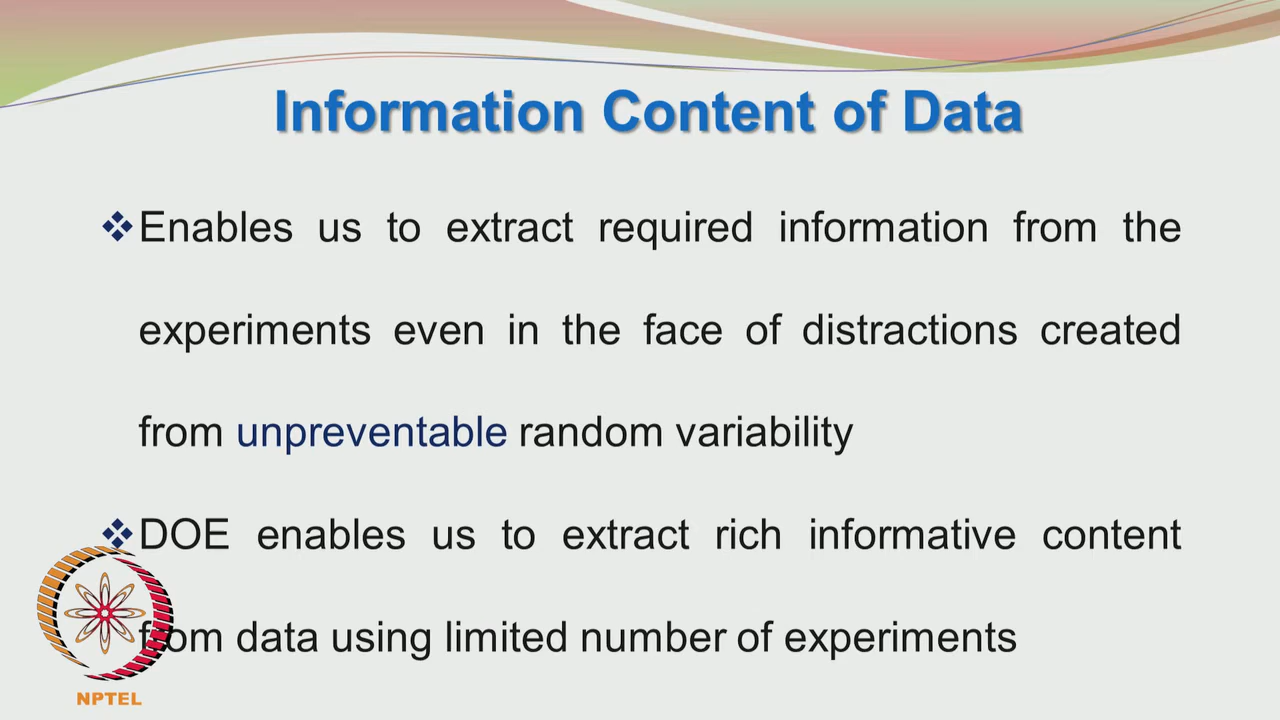 Information Content of Data
❖Enables us to extract required information from the
experiments even in the face of distractions created
from unpreventable random variability
❖DOE enables us to extract rich informative content
from data using limited number of experiments
NPTEL